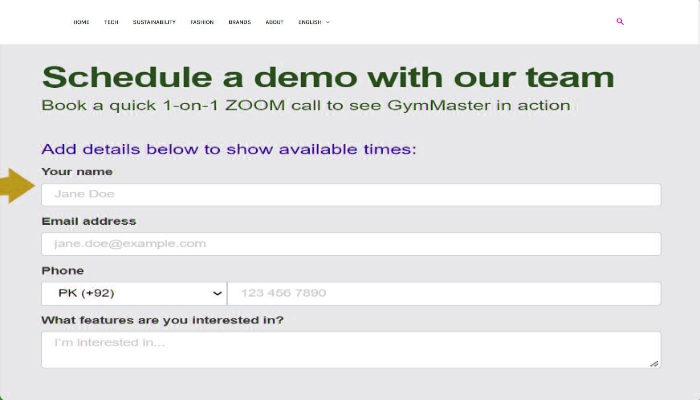 HOME TECH SUSTAINABILITY FASHION BRANDS ABOUT ENGLISH
Schedule a demo with our team
Book a quick 1-on-1 ZOOM call to see GymMaster in action
Add details below to show available times:
Your name
Jane Doe
Email address
jane.doe@example.com
Phone
PK (+92) 123 456 7890
What features are you interested in?
I'm interested in...